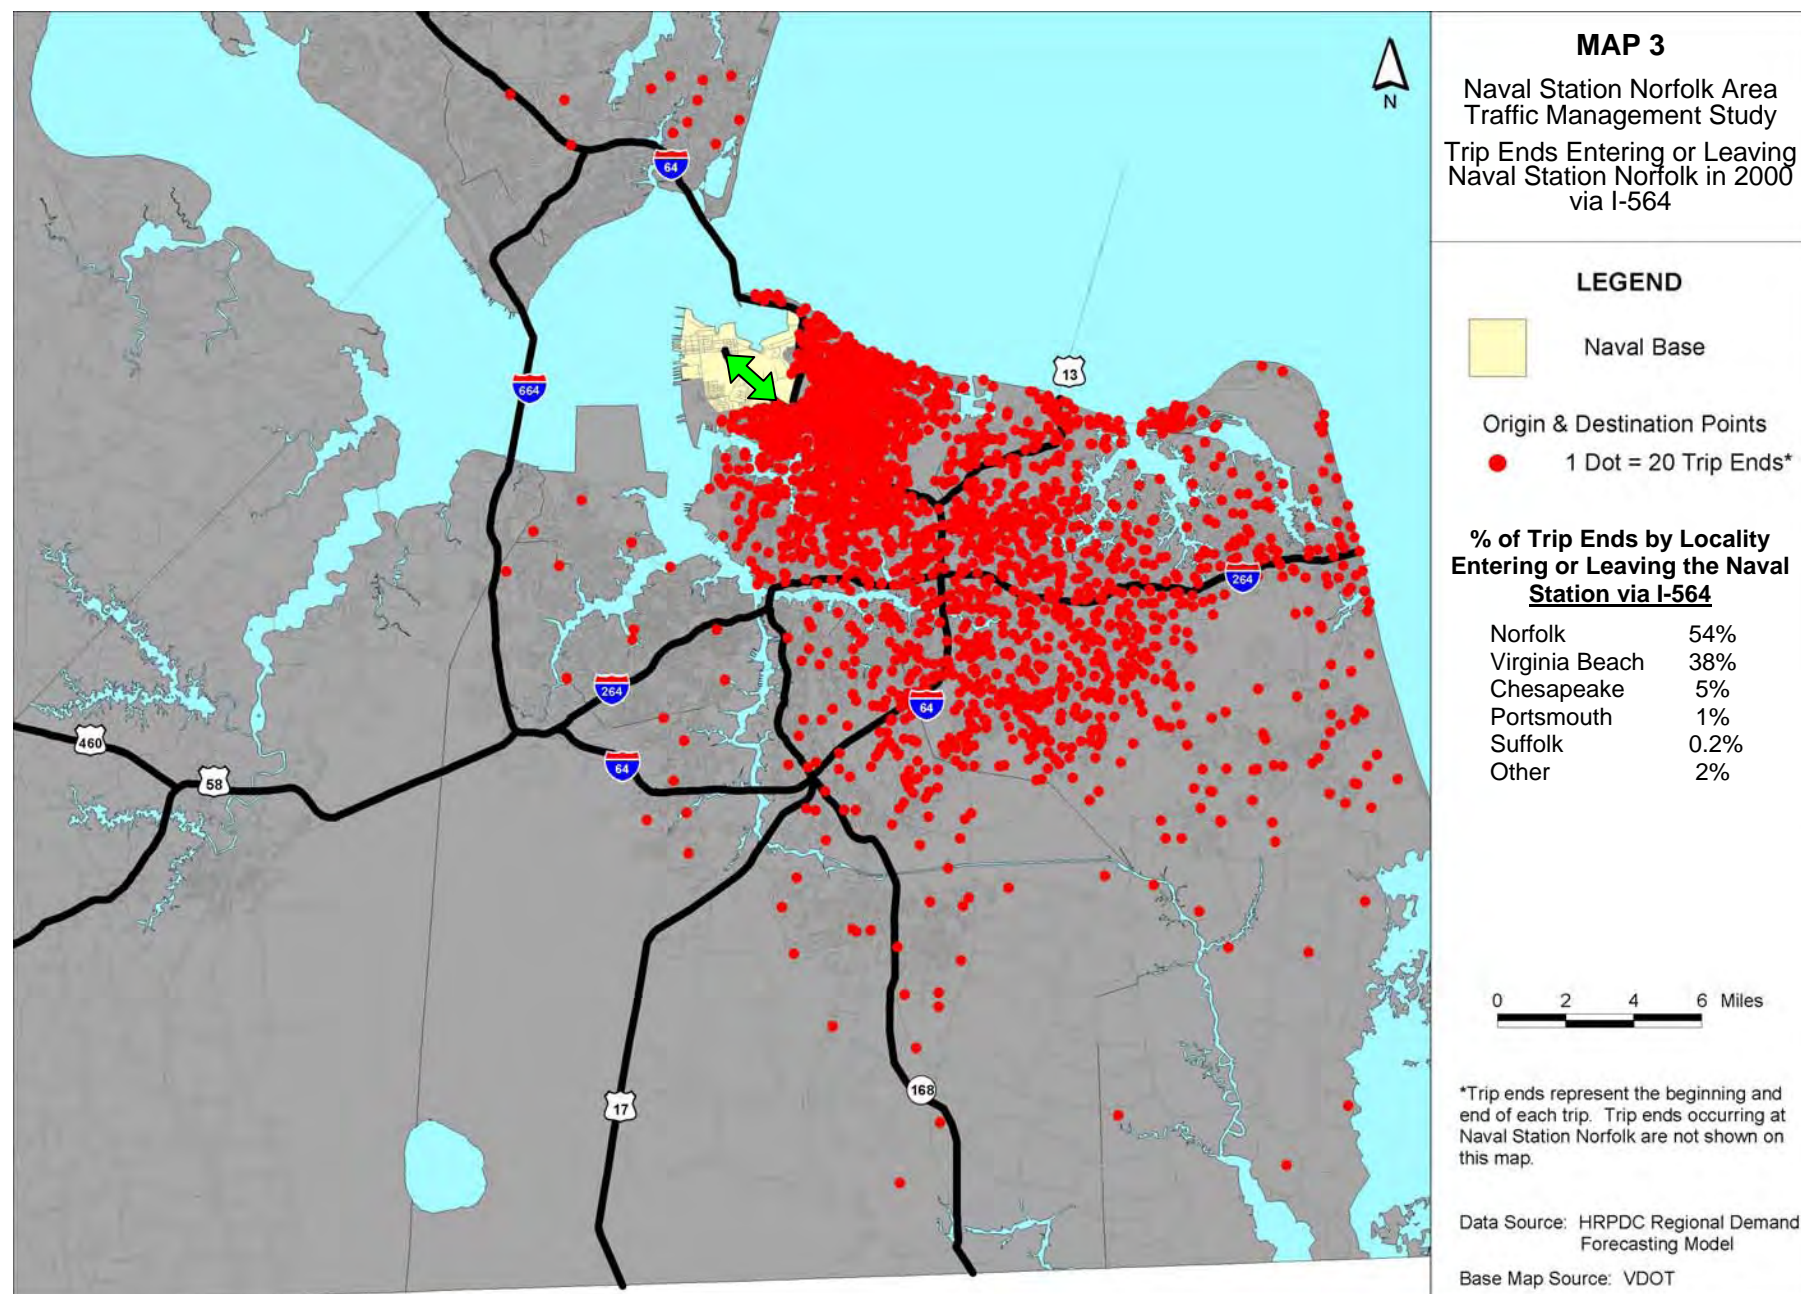 MAP 3
Naval Station Norfolk Area
Traffic Management Study
Trip Ends Entering or Leaving
Naval Station Norfolk in 2000
via I-564
LEGEND
Naval Base
Origin & Destination Points
1 Dot = 20 Trip Ends*
% of Trip Ends by Locality
Entering or Leaving the Naval
Station via I-564
Norfolk 54%
Virginia Beach 38%
Chesapeake 5%
Portsmouth 1%
Suffolk 0.2%
Other 2%
0 2 4 6 Miles
*Trip ends represent the beginning and
end of each trip. Trip ends occurring at
Naval Station Norfolk are not shown on
this map.
Data Source: HRPDC Regional Demand
Forecasting Model
Base Map Source: VDOT
N
64
13
664
264
264
64
64
460
58
17
168